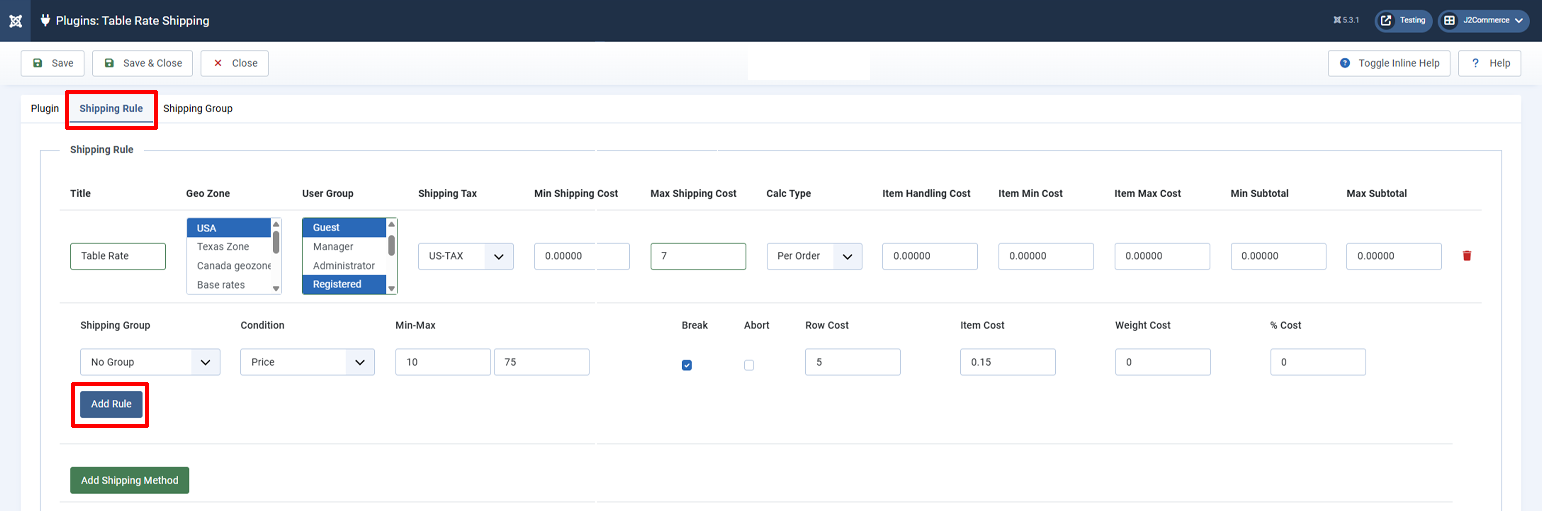 Plugins: Table Rate Shipping
5.3.1
Testing
J2Commerce
Save
Save & Close
Close
Toggle Inline Help
? Help
Plugin
Shipping Rule
Shipping Group
Shipping Rule
Title Geo Zone User Group Shipping Tax Min Shipping Cost Max Shipping Cost Calc Type Item Handling Cost Item Min Cost Item Max Cost Min Subtotal Max Subtotal
Table Rate
USA
Texas Zone
Canada geozone
Base rates
Guest
Manager
Administrator
Registered
US-TAX
0.00000
7
Per Order
0.00000
0.00000
0.00000
0.00000
0.00000
Shipping Group Condition Min-Max Break Abort Row Cost Item Cost Weight Cost % Cost
No Group Price 10 75 5 0.15 0 0
Add Rule
Add Shipping Method